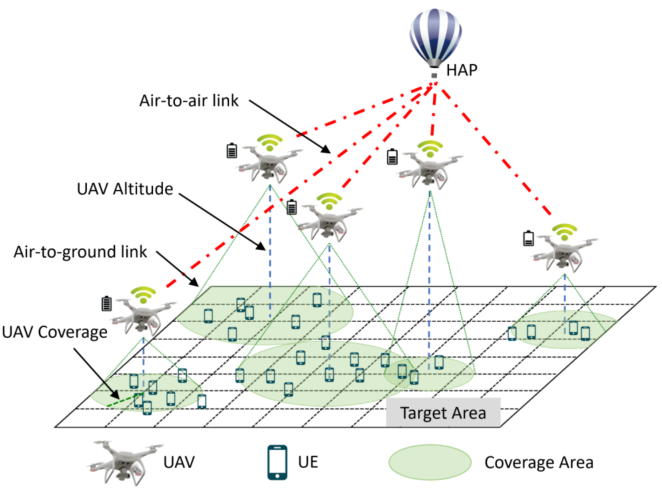 HAP
Air-to-air link
UAV Altitude
Air-to-ground link
UAV Coverage
Target Area
UAV
UE
Coverage Area